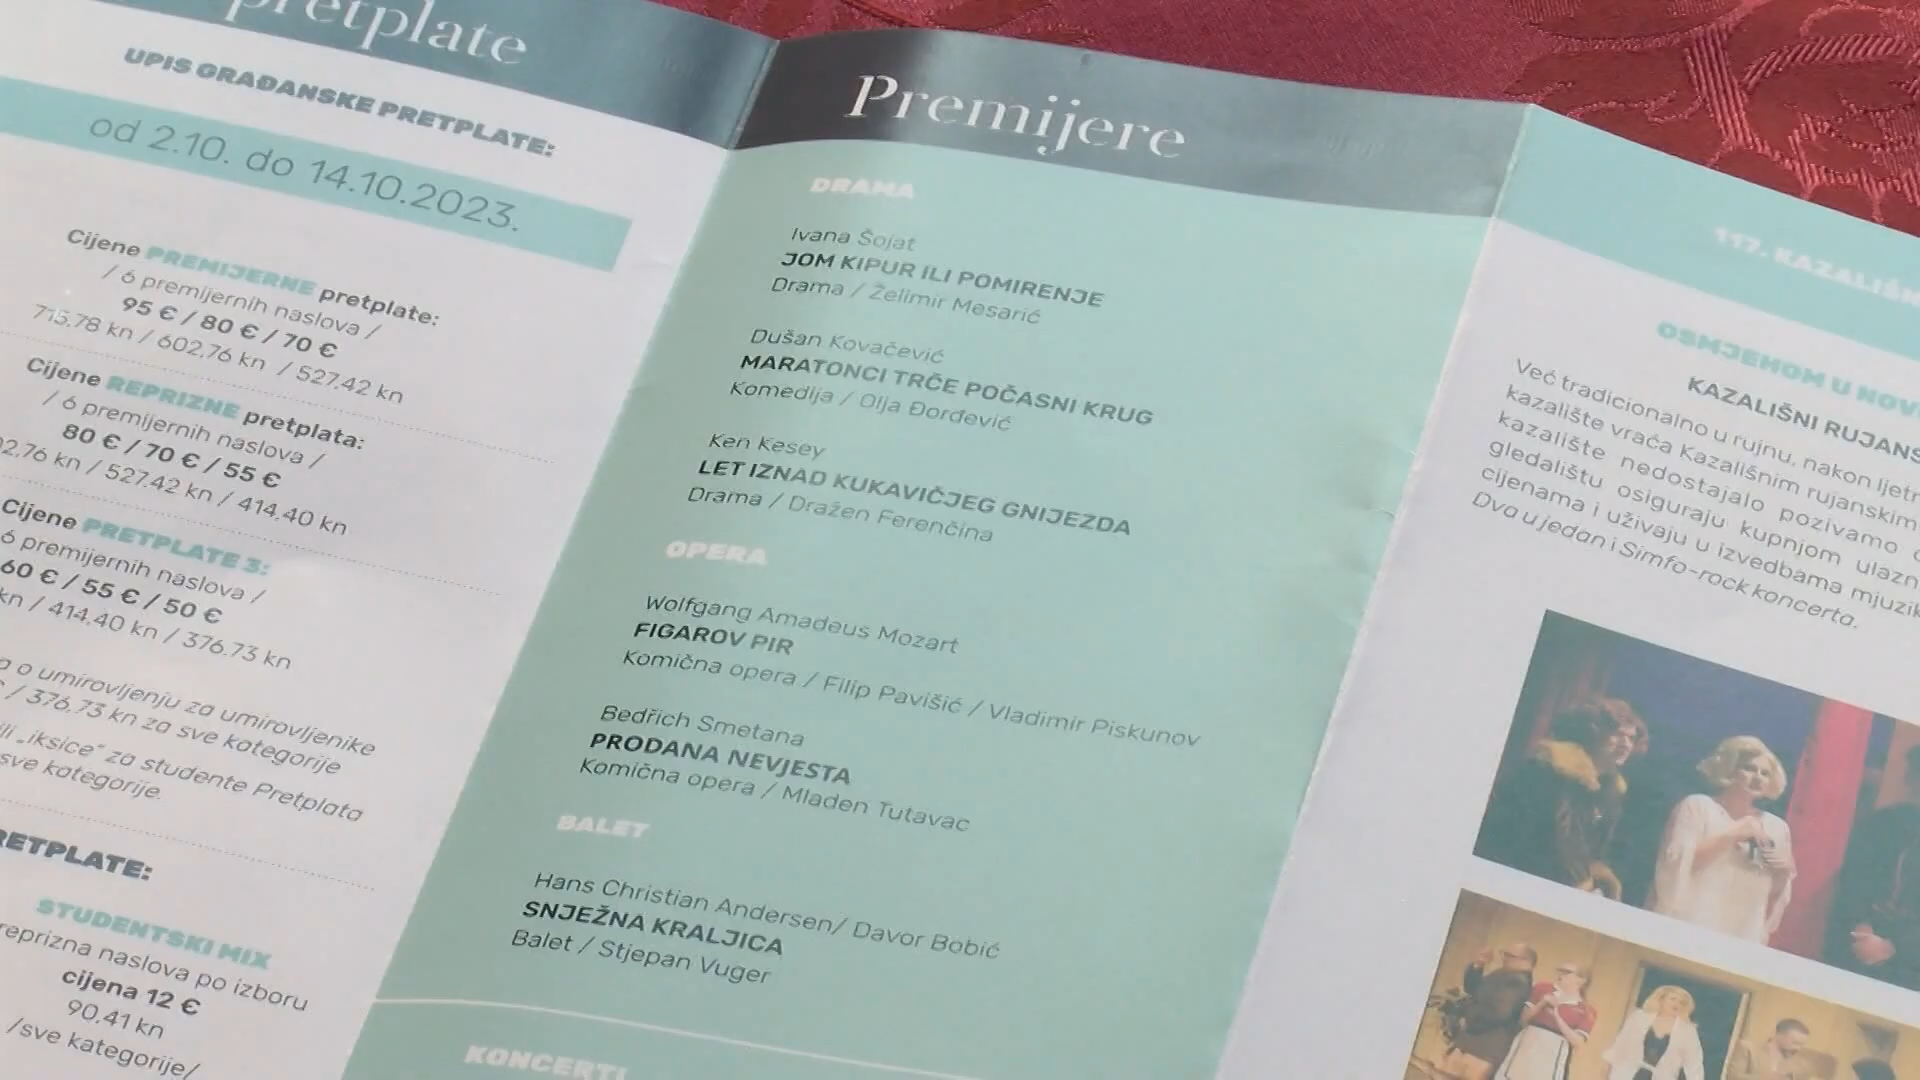 pretplate
UPIS GRAĐANSKE PRETPLATE:
od 2.10. do 14.10.2023.
Cijene PREMIJERNE pretplate:
/ 6 premijernih naslova /
95 € / 80 € / 70 €
715,78 kn / 602,76 kn / 527,42 kn
Cijene REPRIZNE pretplata:
/ 6 premijernih naslova /
80 € / 70 € / 55 €
02,76 kn / 527,42 kn / 414,40 kn
Cijene PRETPLATE 3:
6 premijernih naslova /
60 € / 55 € / 50 €
kn / 414,40 kn / 376,73 kn
o umirovljenju za umirovljenike
€ / 376,73 kn za sve kategorije
ili „iksice“ za studente Pretplata
sve kategorije.
RETPLATE:
STUDENTSKI MIX
reprizna naslova po izboru
cijena 12 €
90,41 kn
/sve kategorije/
Premijere
DRAMA
Ivana Šojat
JOM KIPUR ILI POMIRENJE
Drama / Želimir Mesarić
Dušan Kovačević
MARATONCI TRČE POČASNI KRUG
Komedija / Olja Đorđević
Ken Kesey
LET IZNAD KUKAVIČJEG GNIJEZDA
Drama / Dražen Ferenčina
OPERA
Wolfgang Amadeus Mozart
FIGAROV PIR
Komična opera / Filip Pavišić / Vladimir Piskunov
Bedřich Smetana
PRODANA NEVJESTA
Komična opera / Mladen Tutavac
BALET
Hans Christian Andersen/ Davor Bobić
SNJEŽNA KRALJICA
Balet / Stjepan Vuger
KONCERTI
117. KAZALIŠN
OSMJEHOM U NOV
KAZALIŠNI RUJANS
Već tradicionalno u rujnu, nakon ljetn
kazalište vraća Kazališnim rujanskim
kazalište nedostajalo pozivamo
gledalištu osiguraju kupnjom ulazn
cijenama i uživaju u izvedbama mjuzik
Dva u jedan i Simfo-rock koncerta.